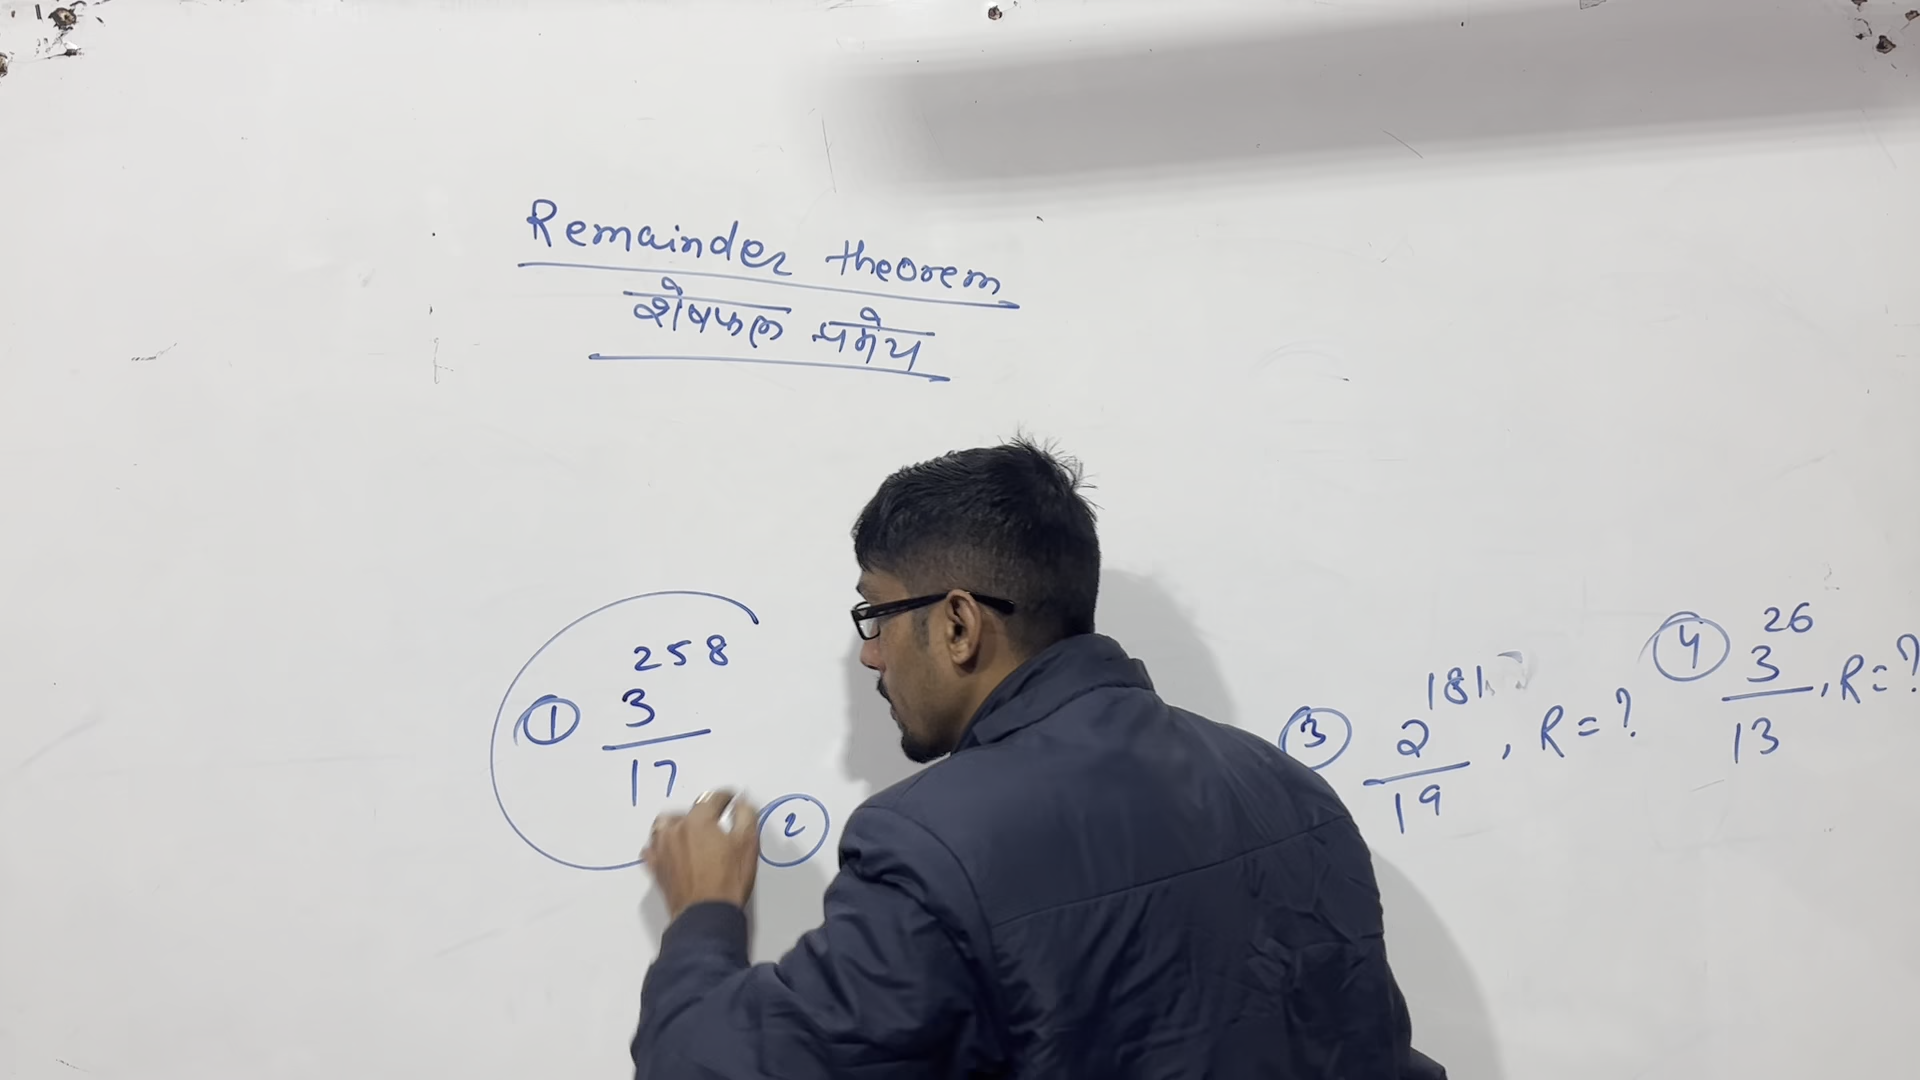 Remainder theorem
शेषफल प्रमेय
① 3^258 / 17
②
③ 2^181 / 19 , R = ?
④ 3^26 / 13 , R = ?